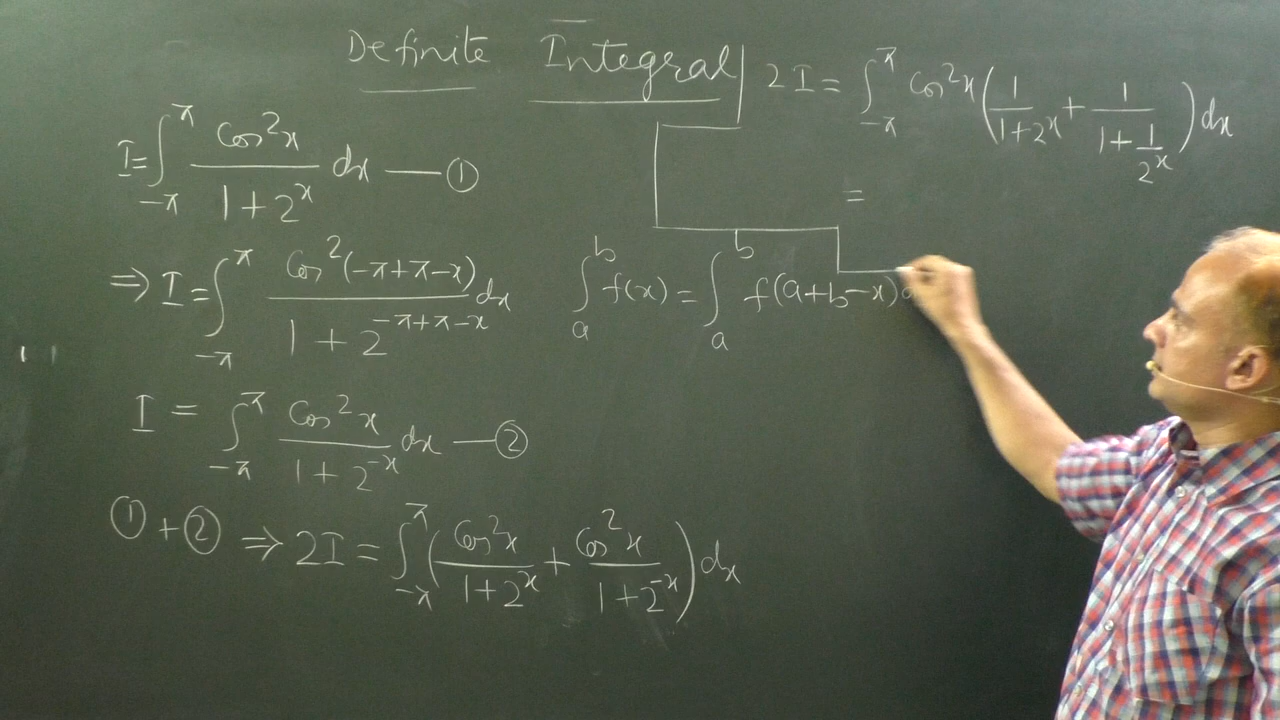 Definite Integral
I = ∫_{-π}^{π} cos²x / (1 + 2^x) dx — ①
⇒ I = ∫_{-π}^{π} cos²(-π+π-x) / (1 + 2^{-π+π-x}) dx
I = ∫_{-π}^{π} cos²x / (1 + 2^{-x}) dx — ②
① + ② ⇒ 2I = ∫_{-π}^{π} (cos²x / (1+2^x) + cos²x / (1+2^{-x})) dx
∫_a^b f(x) = ∫_a^b f(a+b-x) d
2I = ∫_{-π}^{π} cos²x (1 / (1+2^x) + 1 / (1 + 1/2^x)) dx
=